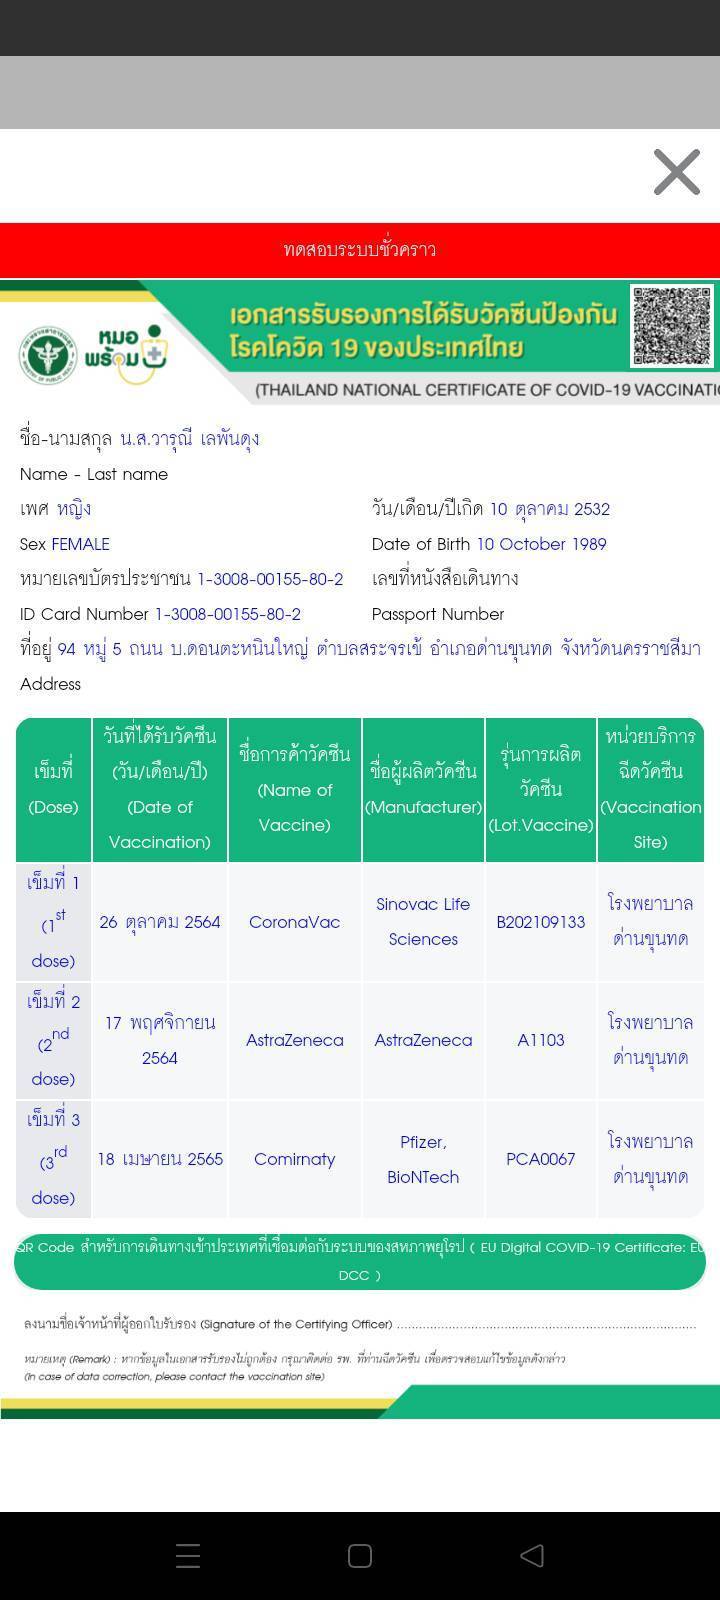 ทดสอบระบบชั่วคราว
หมอ
พร้อม
เอกสารรับรองการได้รับวัคซีนป้องกัน
โรคโควิด 19 ของประเทศไทย
(THAILAND NATIONAL CERTIFICATE OF COVID-19 VACCINATIO
ชื่อ-นามสกุล น.ส.วารุณี เลพันดุง
Name - Last name
เพศ หญิง วัน/เดือน/ปีเกิด 10 ตุลาคม 2532
Sex FEMALE Date of Birth 10 October 1989
หมายเลขบัตรประชาชน 1-3008-00155-80-2 เลขที่หนังสือเดินทาง
ID Card Number 1-3008-00155-80-2 Passport Number
ที่อยู่ 94 หมู่ 5 ถนน บ.ดอนตะหนินใหญ่ ตำบลสระจรเข้ อำเภอด่านขุนทด จังหวัดนครราชสีมา
Address
เข็มที่
(Dose)
วันที่ได้รับวัคซีน
(วัน/เดือน/ปี)
(Date of
Vaccination)
ชื่อการค้าวัคซีน
(Name of
Vaccine)
ชื่อผู้ผลิตวัคซีน
(Manufacturer)
รุ่นการผลิต
วัคซีน
(Lot.Vaccine)
หน่วยบริการ
ฉีดวัคซีน
(Vaccination
Site)
เข็มที่ 1
(1st
dose)
26 ตุลาคม 2564
CoronaVac
Sinovac Life
Sciences
B202109133
โรงพยาบาล
ด่านขุนทด
เข็มที่ 2
(2nd
dose)
17 พฤศจิกายน
2564
AstraZeneca
AstraZeneca
A1103
โรงพยาบาล
ด่านขุนทด
เข็มที่ 3
(3rd
dose)
18 เมษายน 2565
Comirnaty
Pfizer,
BioNTech
PCA0067
โรงพยาบาล
ด่านขุนทด
QR Code สำหรับการเดินทางเข้าประเทศที่เชื่อมต่อกับระบบของสหภาพยุโรป ( EU Digital COVID-19 Certificate: EU
DCC )
ลงนามชื่อเจ้าหน้าที่ผู้ออกใบรับรอง (Signature of the Certifying Officer) ................................................................................
หมายเหตุ (Remark) : หากข้อมูลในเอกสารรับรองไม่ถูกต้อง กรุณาติดต่อ รพ. ที่ท่านฉีดวัคซีน เพื่อตรวจสอบแก้ไขข้อมูลดังกล่าว
(In case of data correction, please contact the vaccination site)